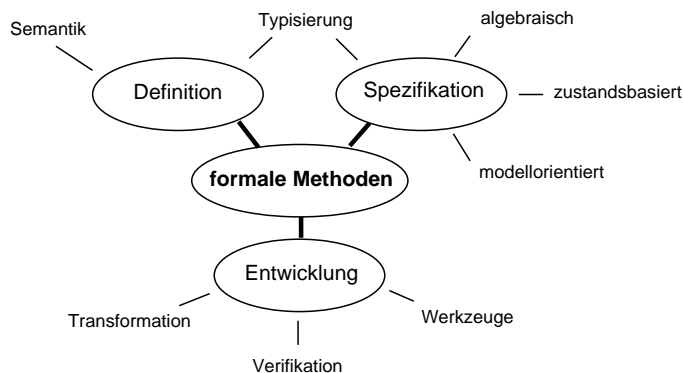 Semantik
Typisierung
algebraisch
Definition
Spezifikation
zustandsbasiert
formale Methoden
modellorientiert
Entwicklung
Transformation
Werkzeuge
Verifikation